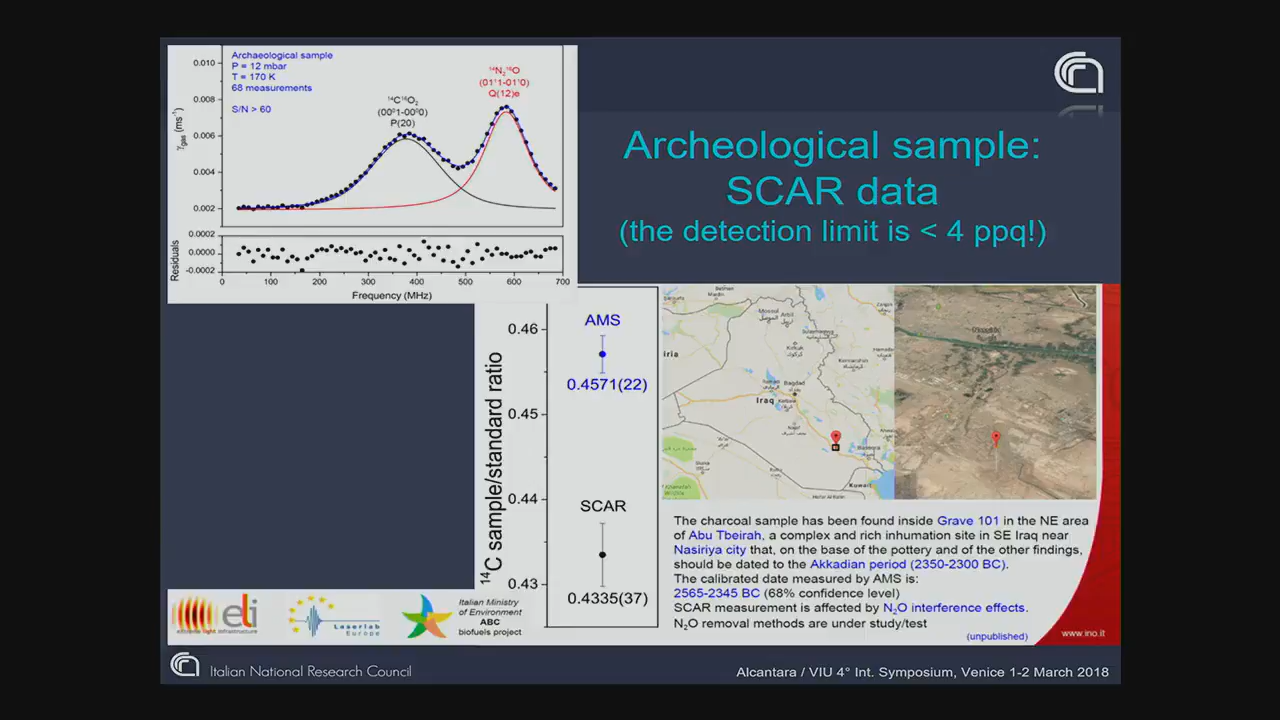 Archaeological sample
P = 12 mbar
T = 170 K
68 measurements
S/N > 60
¹⁴C¹⁶O₂
(00⁰1-00⁰0)
P(20)
¹⁴N₂¹⁶O
(01¹1-01¹0)
Q(12)e
γgas (ms⁻¹)
0.010
0.008
0.006
0.004
0.002
0.0002
0.0000
-0.0002
Residuals
0 100 200 300 400 500 600 700
Frequency (MHz)
Archeological sample:
SCAR data
(the detection limit is < 4 ppq!)
¹⁴C sample/standard ratio
0.46
0.45
0.44
0.43
AMS
0.4571(22)
SCAR
0.4335(37)
Mosul
Kirkuk
Bagdad
Iraq
Kuwait
The charcoal sample has been found inside Grave 101 in the NE area
of Abu Tbeirah, a complex and rich inhumation site in SE Iraq near
Nasiriya city that, on the base of the pottery and of the other findings,
should be dated to the Akkadian period (2350-2300 BC).
The calibrated date measured by AMS is:
2565-2345 BC (68% confidence level)
SCAR measurement is affected by N₂O interference effects.
N₂O removal methods are under study/test
(unpublished)
www.ino.it
eli
extreme light infrastructure
Laserlab
Europe
Italian Ministry
of Environment
ABC
biofuels project
Italian National Research Council
Alcantara / VIU 4° Int. Symposium, Venice 1-2 March 2018